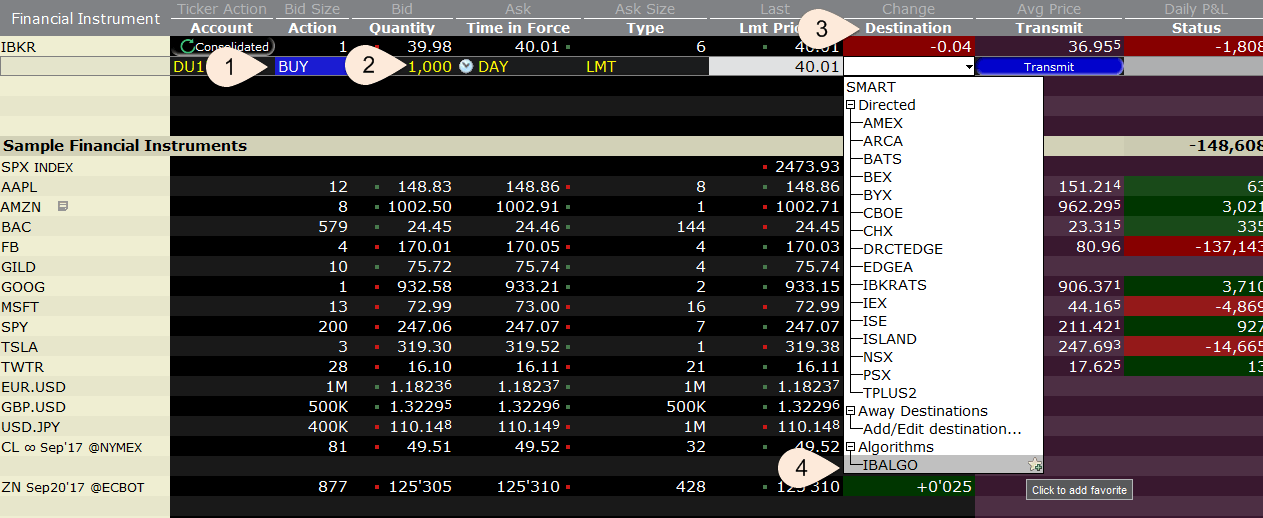 Financial Instrument Ticker Action Bid Size Bid Ask Ask Size Last Change Avg Price Daily P&L
Account Action Quantity Time in Force Type Lmt Destination Transmit Status
3
IBKR Consolidated 1 39.98 40.01 6 40.01 -0.04 36.955 -1,808
1 2
BUY 1,000 DAY LMT 40.01 Transmit
SMART
Directed
AMEX
ARCA
BATS
BEX
BYX
CBOE
CHX
DRCTEDGE
EDGEA
IBKRATS
IEX
ISE
ISLAND
NSX
PSX
TPLUS2
Away Destinations
Add/Edit destination...
Algorithms
IBALGO
4
Click to add favorite
Sample Financial Instruments -148,608
SPX INDEX 2473.93
AAPL 12 148.83 148.86 8 148.86 151.214 63
AMZN 8 1002.50 1002.91 1 1002.71 962.295 3,021
BAC 579 24.45 24.46 144 24.45 23.315 335
FB 4 170.01 170.05 4 170.03 80.96 -137,143
GILD 10 75.72 75.74 4 75.74
GOOG 1 932.58 933.21 2 933.15 906.371 3,710
MSFT 13 72.99 73.00 16 72.99 44.165 -4,869
SPY 200 247.06 247.07 7 247.07 211.421 927
TSLA 3 319.30 319.52 1 319.38 247.693 -14,665
TWTR 28 16.10 16.11 21 16.11 17.625 13
EUR.USD 1M 1.18236 1.18237 1M 1.18237
GBP.USD 500K 1.32295 1.32296 500K 1.32296
USD.JPY 400K 110.148 110.149 1M 110.148
CL ∞ Sep'17 @NYMEX 81 49.51 49.52 32 49.52
ZN Sep20'17 @ECBOT 877 125'305 125'310 428 125'310 +0'025